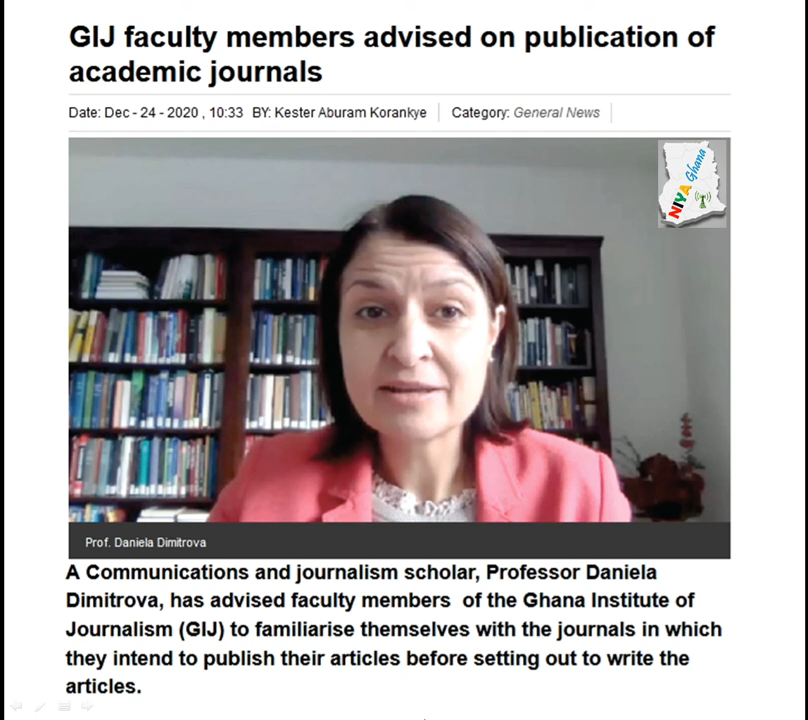 GIJ faculty members advised on publication of
academic journals
Date: Dec - 24 - 2020 , 10:33 BY: Kester Aburam Korankye Category: General News
NIYA Ghana
Prof. Daniela Dimitrova
A Communications and journalism scholar, Professor Daniela
Dimitrova, has advised faculty members of the Ghana Institute of
Journalism (GIJ) to familiarise themselves with the journals in which
they intend to publish their articles before setting out to write the
articles.